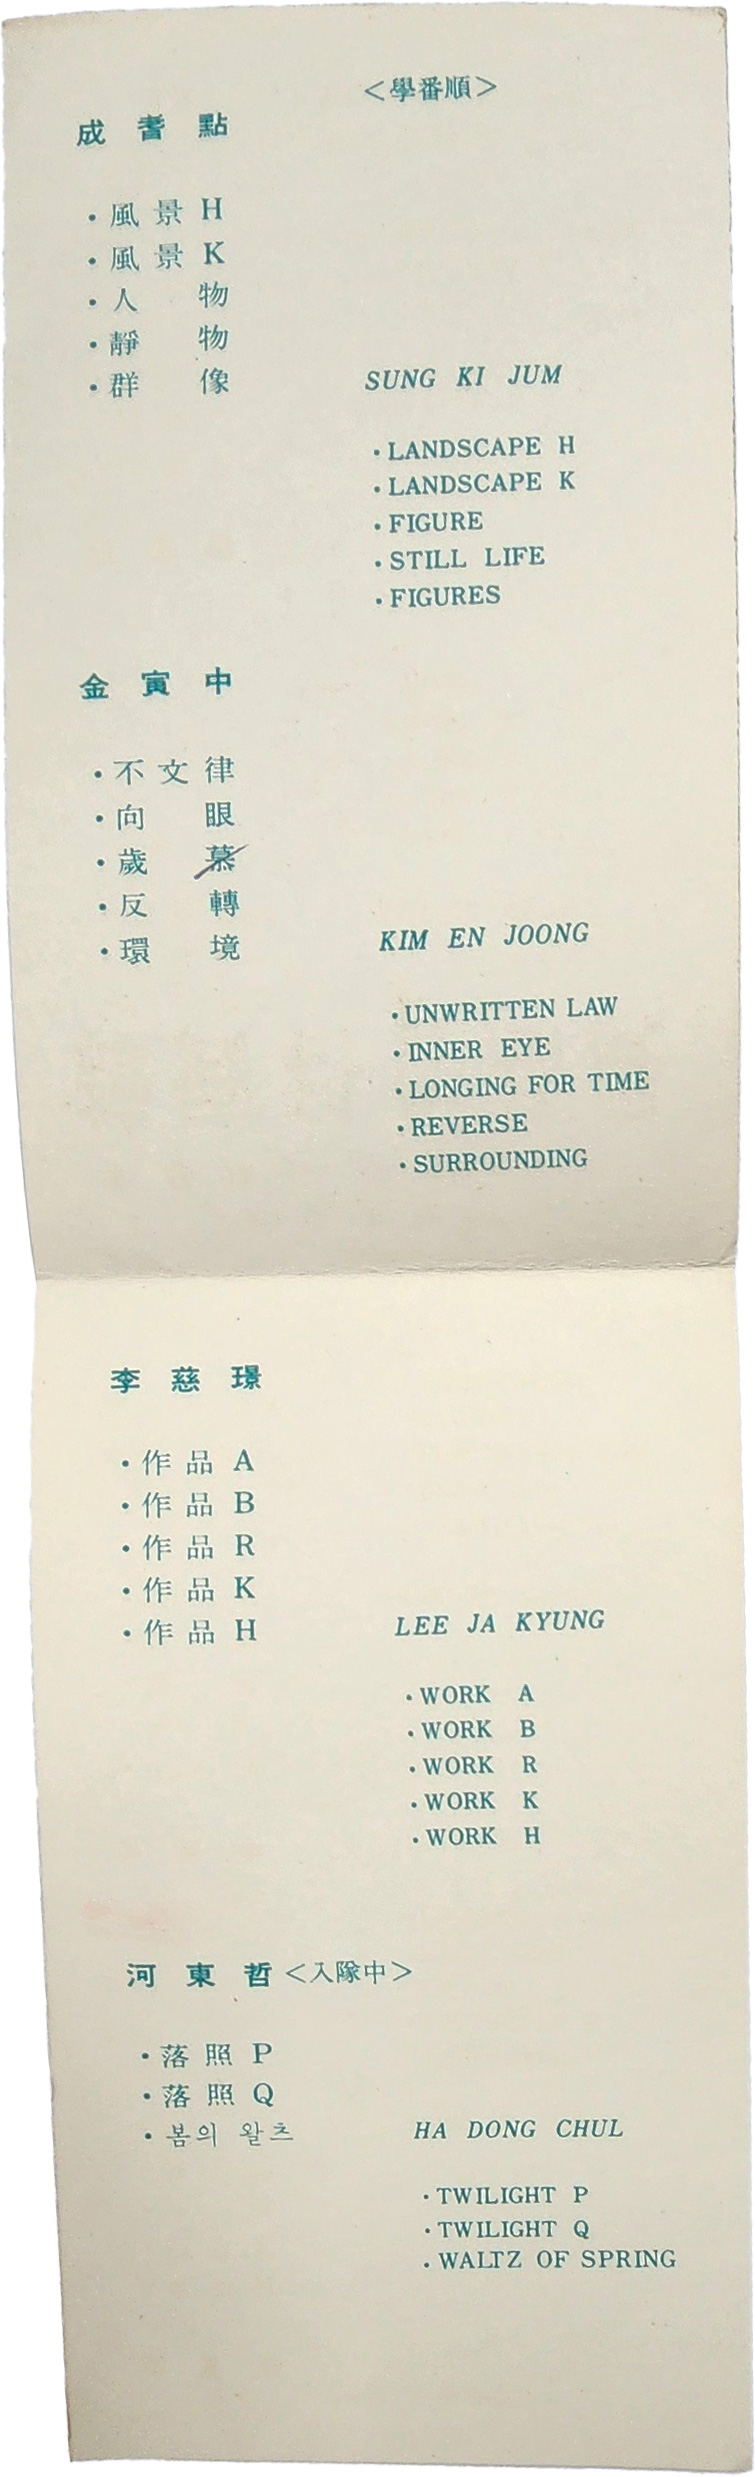 <學番順>
成 耆 點
・風 景 H
・風 景 K
・人 物
・靜 物
・群 像
SUNG KI JUM
・LANDSCAPE H
・LANDSCAPE K
・FIGURE
・STILL LIFE
・FIGURES
金 寅 中
・不 文 律
・向 眼
・歲 慕
・反 轉
・環 境
KIM EN JOONG
・UNWRITTEN LAW
・INNER EYE
・LONGING FOR TIME
・REVERSE
・SURROUNDING
李 慈 璟
・作 品 A
・作 品 B
・作 品 R
・作 品 K
・作 品 H
LEE JA KYUNG
・WORK A
・WORK B
・WORK R
・WORK K
・WORK H
河 東 哲 <入隊中>
・落 照 P
・落 照 Q
・봄의 왈츠
HA DONG CHUL
・TWILIGHT P
・TWILIGHT Q
・WALTZ OF SPRING